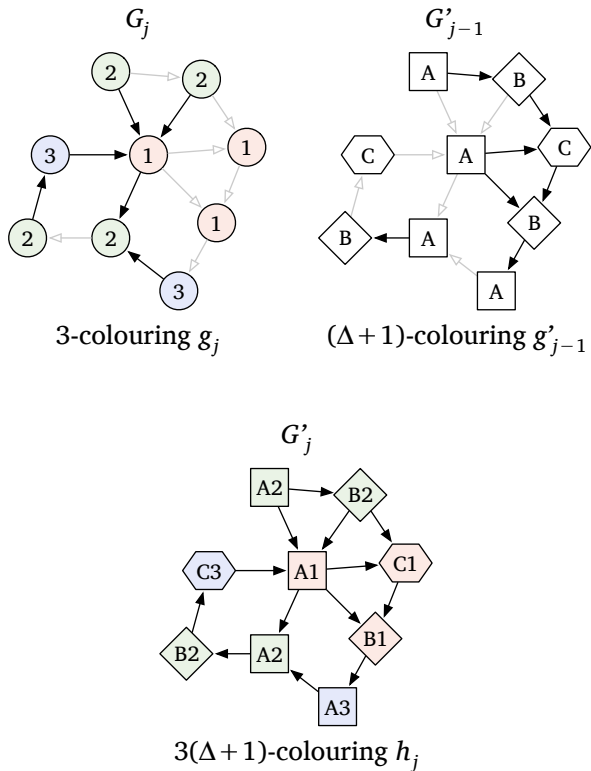 G_j
2
2
3
1
1
1
2
2
3
3-colouring g_j
G'_{j−1}
A
B
C
A
C
B
B
A
A
(Δ+1)-colouring g'_{j−1}
G'_j
A2
B2
C3
A1
C1
B1
B2
A2
A3
3(Δ+1)-colouring h_j